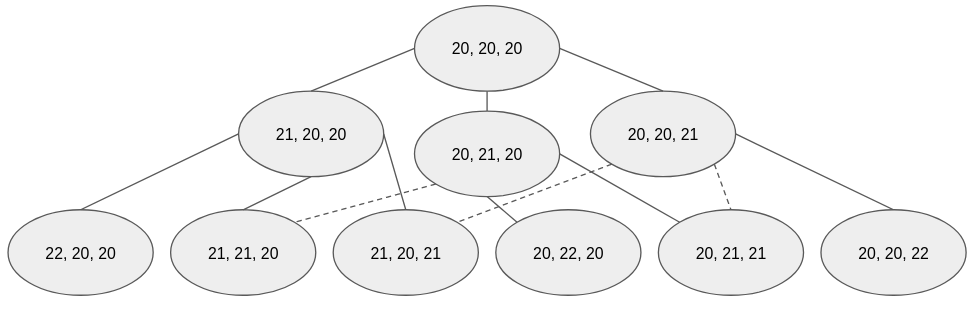 20, 20, 20
21, 20, 20
20, 21, 20
20, 20, 21
22, 20, 20
21, 21, 20
21, 20, 21
20, 22, 20
20, 21, 21
20, 20, 22